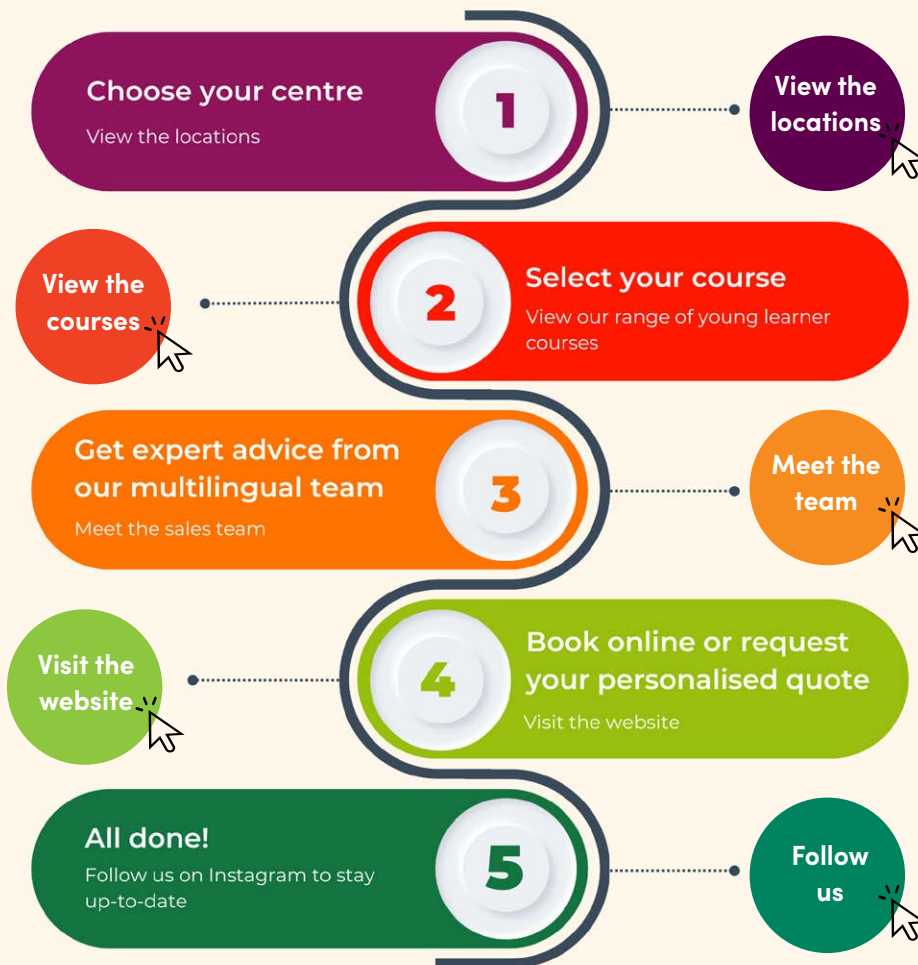 Choose your centre
View the locations
1
View the
locations
View the
courses
2
Select your course
View our range of young learner
courses
Get expert advice from
our multilingual team
Meet the sales team
3
Meet the
team
Visit the
website
4
Book online or request
your personalised quote
Visit the website
All done!
Follow us on Instagram to stay
up-to-date
5
Follow
us